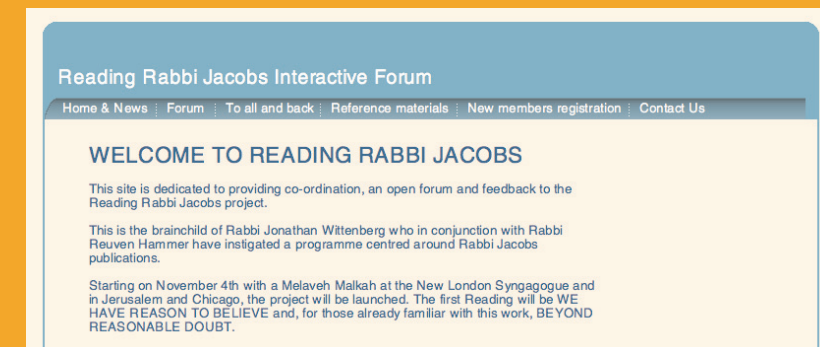 Reading Rabbi Jacobs Interactive Forum
Home & News Forum To all and back Reference materials New members registration Contact Us
WELCOME TO READING RABBI JACOBS
This site is dedicated to providing co-ordination, an open forum and feedback to the
Reading Rabbi Jacobs project.
This is the brainchild of Rabbi Jonathan Wittenberg who in conjunction with Rabbi
Reuven Hammer have instigated a programme centred around Rabbi Jacobs
publications.
Starting on November 4th with a Melaveh Malkah at the New London Syngagogue and
in Jerusalem and Chicago, the project will be launched. The first Reading will be WE
HAVE REASON TO BELIEVE and, for those already familiar with this work, BEYOND
REASONABLE DOUBT.